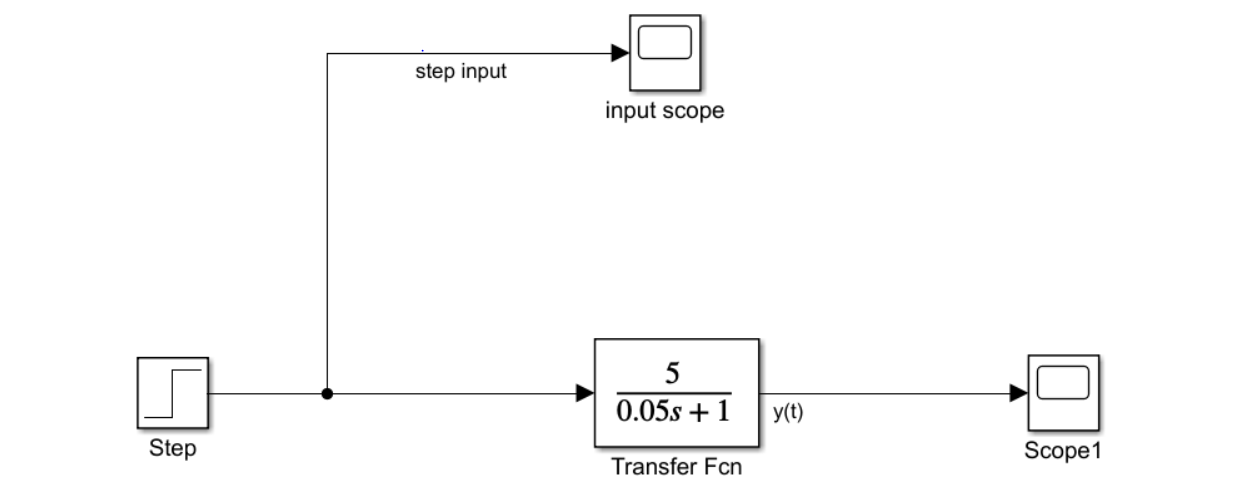 step input
input scope
5
0.05s + 1
y(t)
Step
Transfer Fcn
Scope1